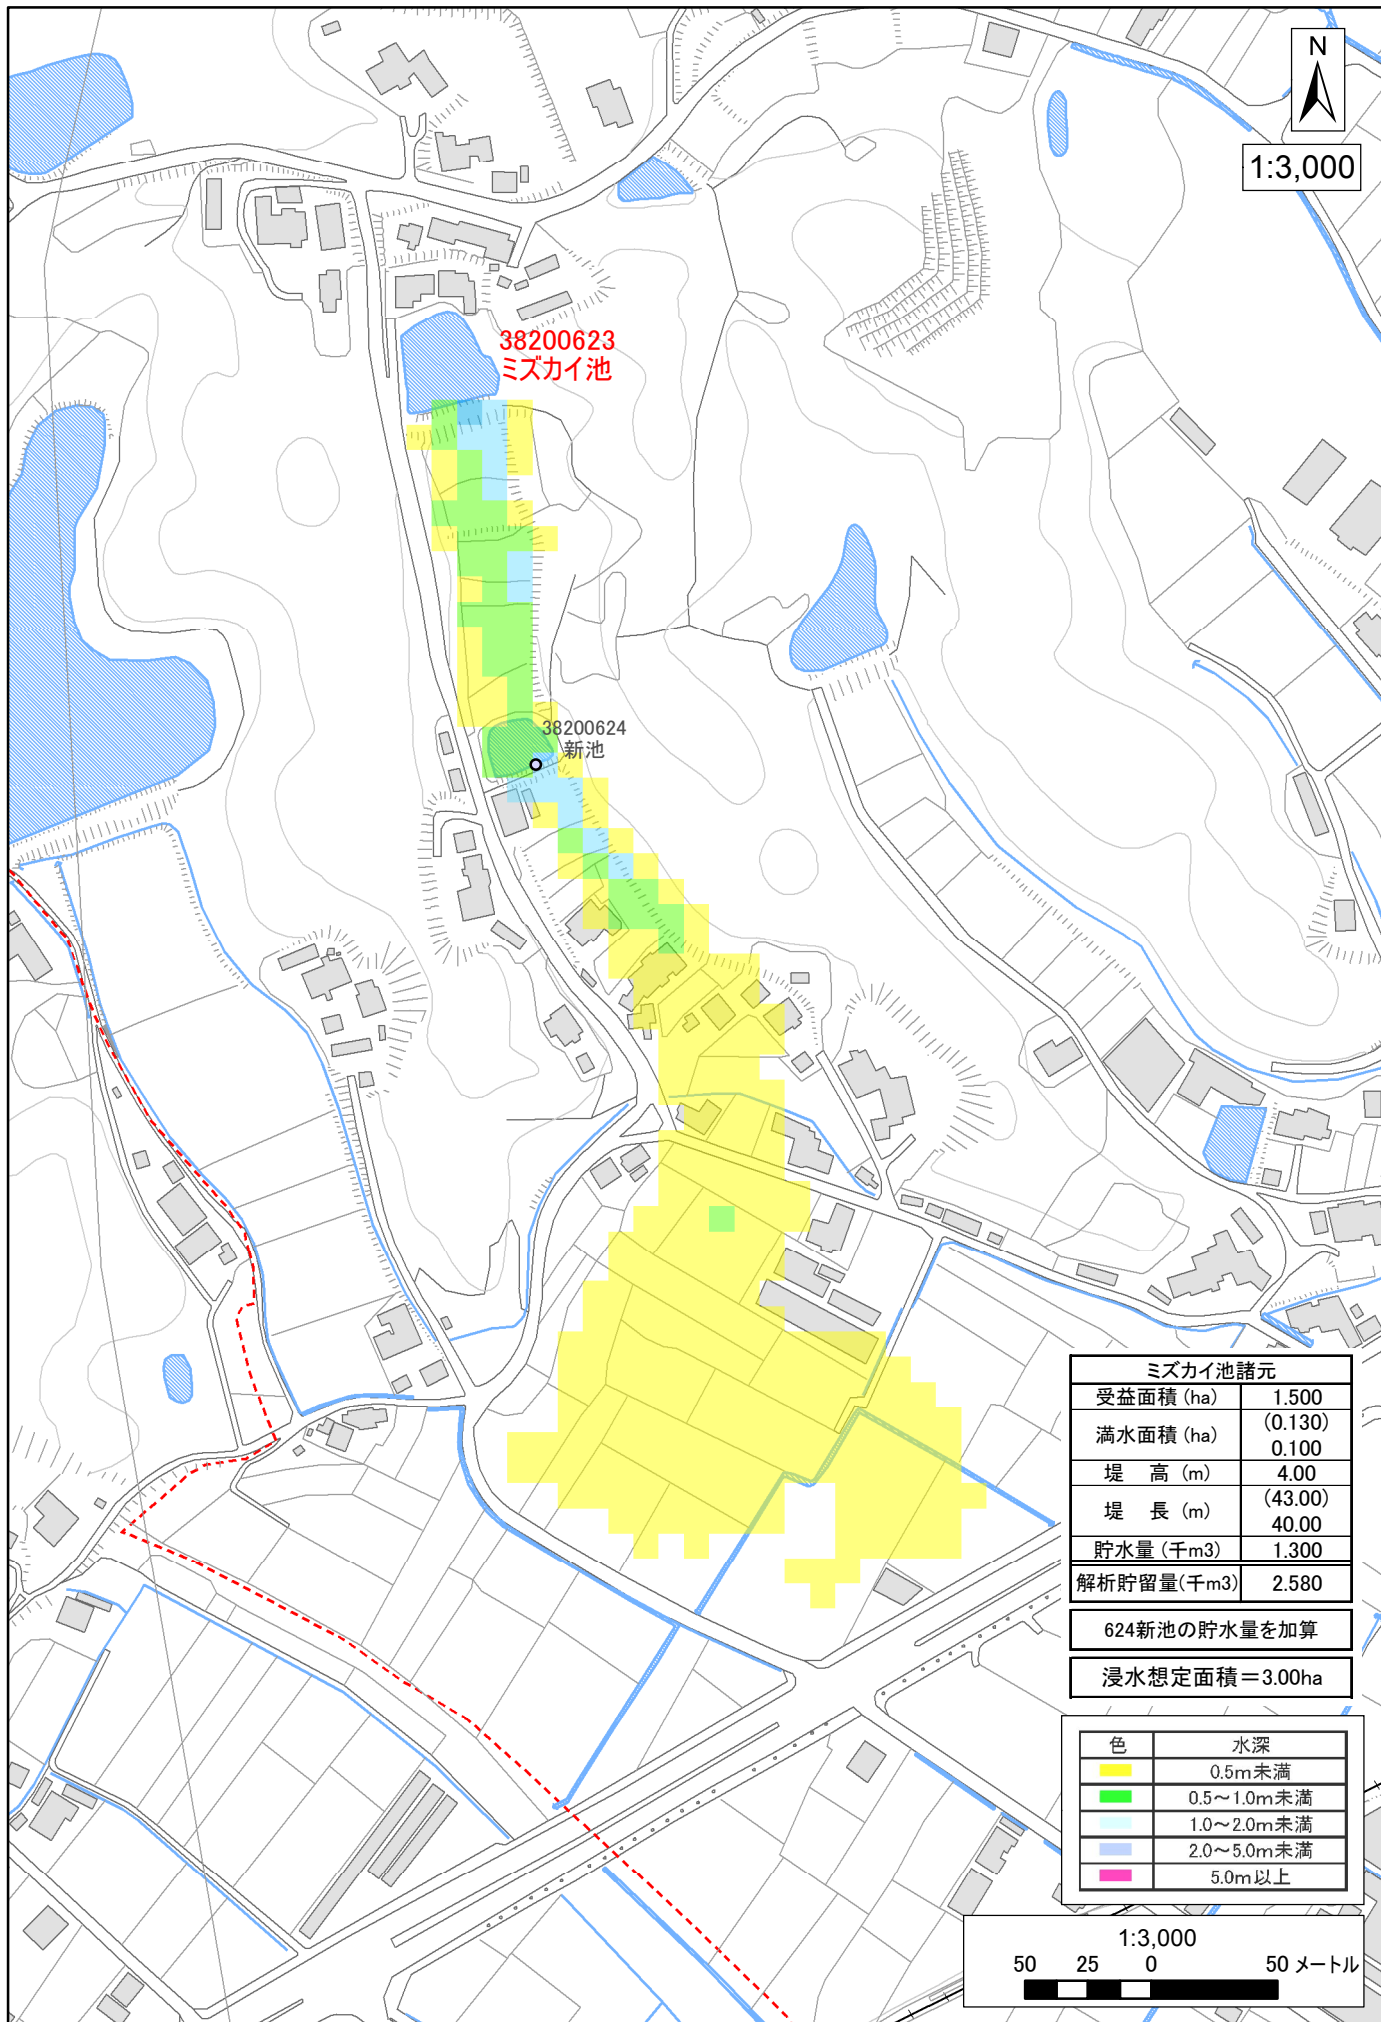 N
1:3,000
38200623
ミズカイ池
38200624
新池
ミズカイ池諸元
受益面積 (ha) 1.500
満水面積 (ha) (0.130) 0.100
堤　高 (m) 4.00
堤　長 (m) (43.00) 40.00
貯水量 (千m3) 1.300
解析貯留量(千m3) 2.580
624新池の貯水量を加算
浸水想定面積＝3.00ha
色 水深
0.5m未満
0.5～1.0m未満
1.0～2.0m未満
2.0～5.0m未満
5.0m以上
1:3,000
50 25 0 50 メートル